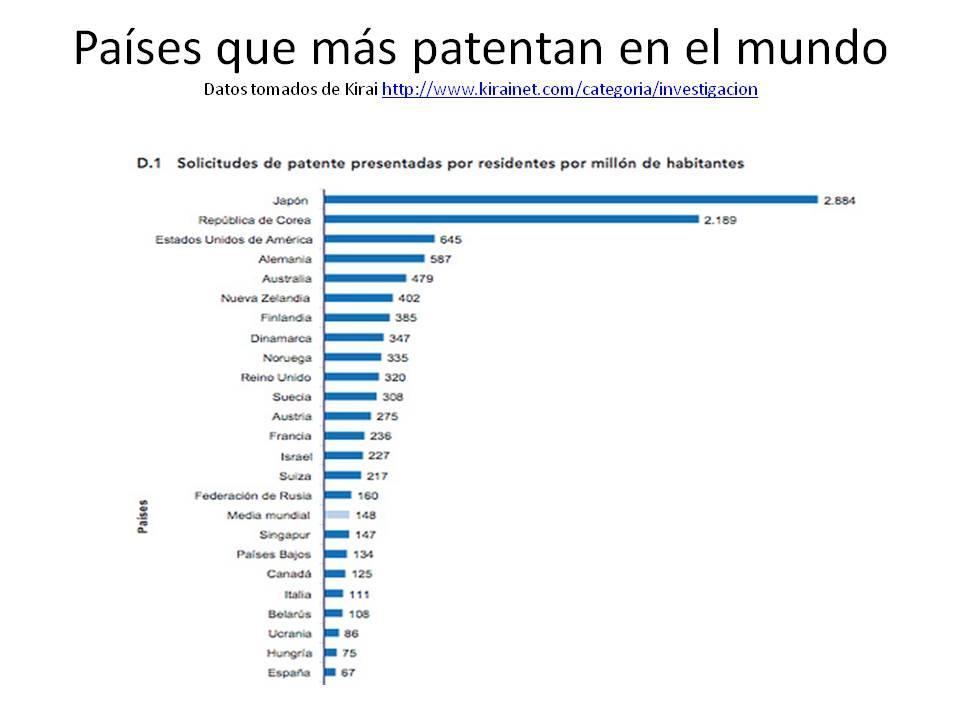 Países que más patentan en el mundo
Datos tomados de Kirai http://www.kirainet.com/categoria/investigacion
D.1 Solicitudes de patente presentadas por residentes por millón de habitantes
Japón 2.884
República de Corea 2.189
Estados Unidos de América 645
Alemania 587
Australia 479
Nueva Zelandia 402
Finlandia 385
Dinamarca 347
Noruega 335
Reino Unido 320
Suecia 308
Austria 275
Francia 236
Israel 227
Suiza 217
Federación de Rusia 160
Media mundial 148
Singapur 147
Países Bajos 134
Canadá 125
Italia 111
Belarús 108
Ucrania 86
Hungría 75
España 67
Países